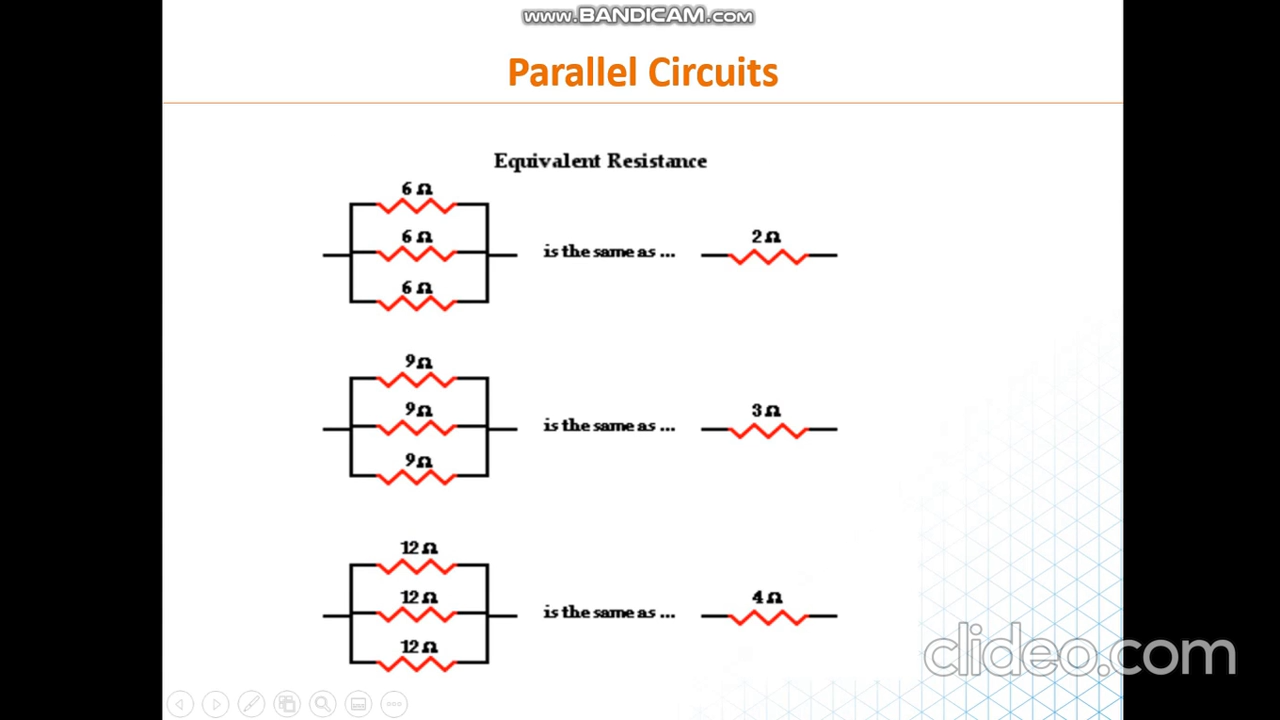 www.BANDICAM.com
Parallel Circuits
Equivalent Resistance
6 Ω
6 Ω
6 Ω
is the same as ...
2 Ω
9 Ω
9 Ω
9 Ω
is the same as ...
3 Ω
12 Ω
12 Ω
12 Ω
is the same as ...
4 Ω
clideo.com